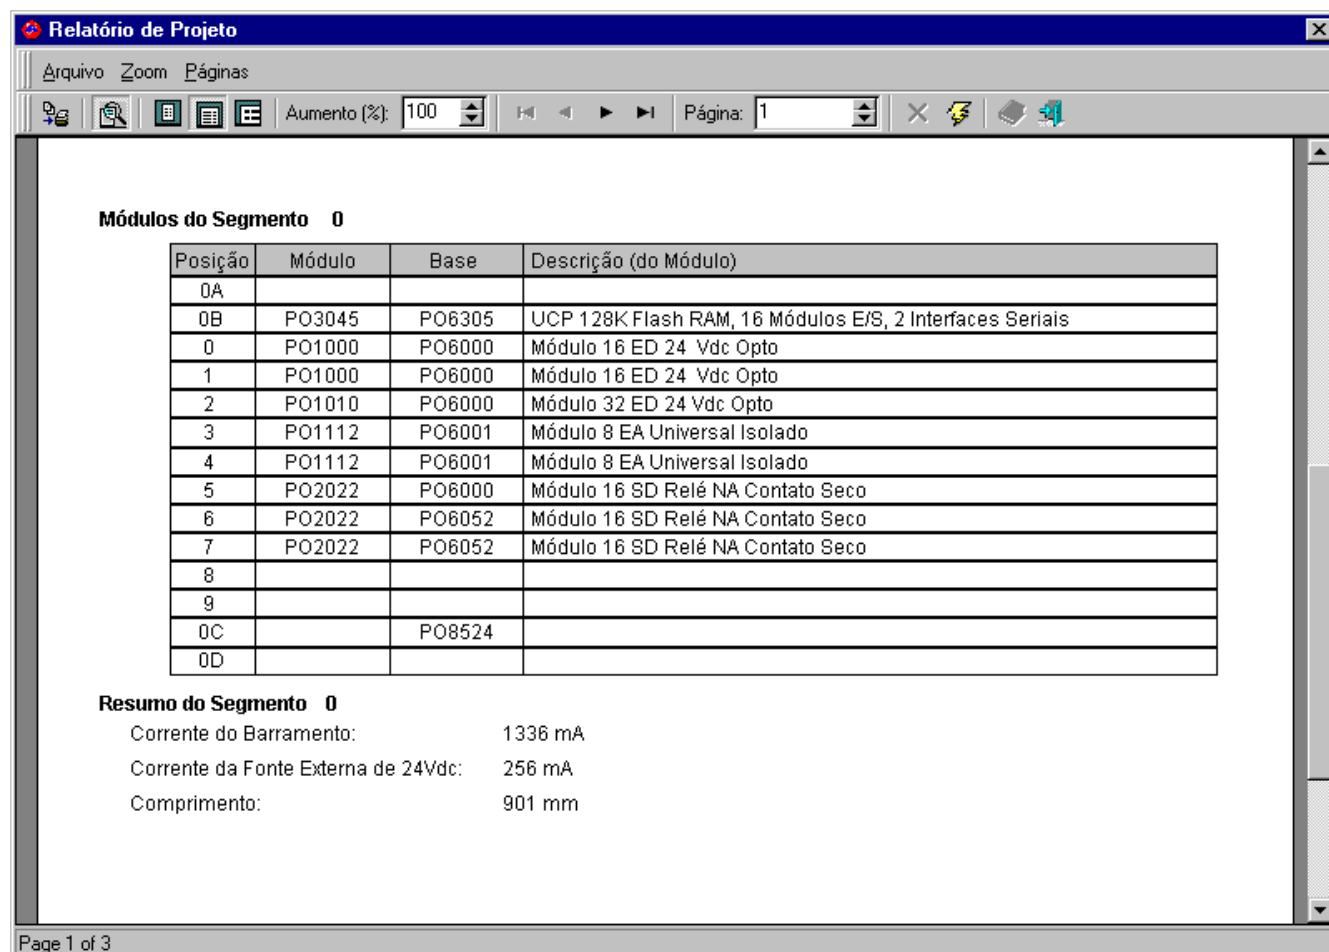 Relatório de Projeto
Arquivo Zoom Páginas
Aumento (%): 100 Página: 1
Módulos do Segmento 0
Posição Módulo Base Descrição (do Módulo)
0A
0B PO3045 PO6305 UCP 128K Flash RAM, 16 Módulos E/S, 2 Interfaces Seriais
0 PO1000 PO6000 Módulo 16 ED 24 Vdc Opto
1 PO1000 PO6000 Módulo 16 ED 24 Vdc Opto
2 PO1010 PO6000 Módulo 32 ED 24 Vdc Opto
3 PO1112 PO6001 Módulo 8 EA Universal Isolado
4 PO1112 PO6001 Módulo 8 EA Universal Isolado
5 PO2022 PO6000 Módulo 16 SD Relé NA Contato Seco
6 PO2022 PO6052 Módulo 16 SD Relé NA Contato Seco
7 PO2022 PO6052 Módulo 16 SD Relé NA Contato Seco
8
9
0C PO8524
0D
Resumo do Segmento 0
Corrente do Barramento: 1336 mA
Corrente da Fonte Externa de 24Vdc: 256 mA
Comprimento: 901 mm
Page 1 of 3